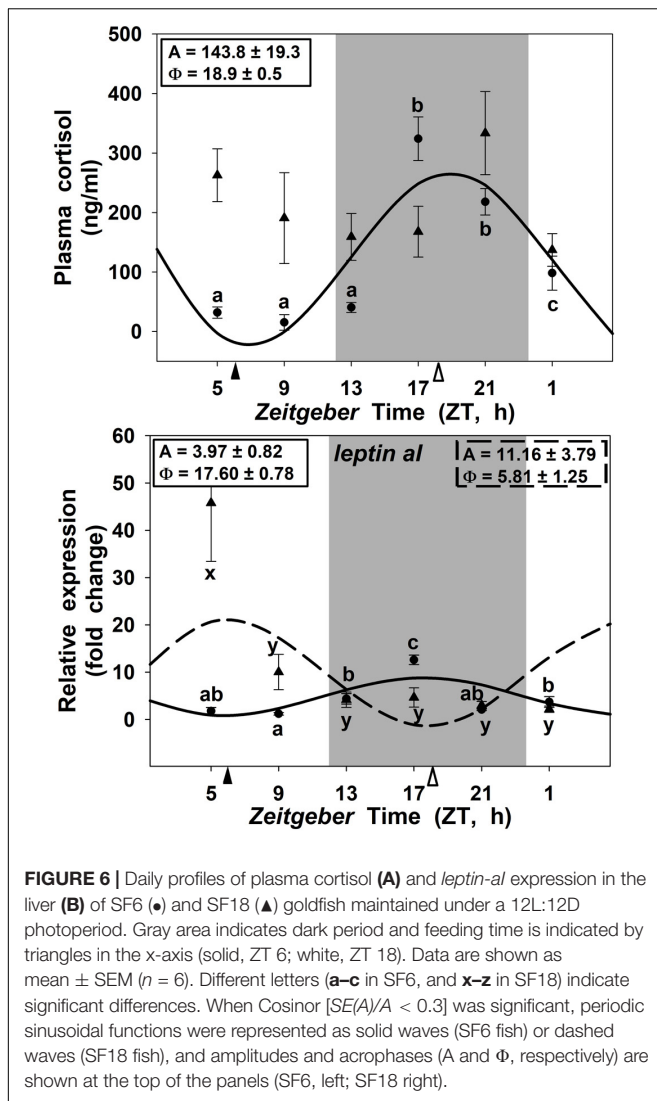 500
A = 143.8 ± 19.3
Φ = 18.9 ± 0.5
400
300
200
100
0
Plasma cortisol
(ng/ml)
a
a
a
b
b
c
5 9 13 17 21 1
Zeitgeber Time (ZT, h)
60
A = 3.97 ± 0.82
Φ = 17.60 ± 0.78
leptin aI
A = 11.16 ± 3.79
Φ = 5.81 ± 1.25
50
40
30
20
10
0
Relative expression
(fold change)
x
y
ab
a
b
y
c
y
ab
y
b
y
5 9 13 17 21 1
Zeitgeber Time (ZT, h)
FIGURE 6 | Daily profiles of plasma cortisol (A) and leptin-aI expression in the
liver (B) of SF6 (●) and SF18 (▲) goldfish maintained under a 12L:12D
photoperiod. Gray area indicates dark period and feeding time is indicated by
triangles in the x-axis (solid, ZT 6; white, ZT 18). Data are shown as
mean ± SEM (n = 6). Different letters (a–c in SF6, and x–z in SF18) indicate
significant differences. When Cosinor [SE(A)/A < 0.3] was significant, periodic
sinusoidal functions were represented as solid waves (SF6 fish) or dashed
waves (SF18 fish), and amplitudes and acrophases (A and Φ, respectively) are
shown at the top of the panels (SF6, left; SF18 right).